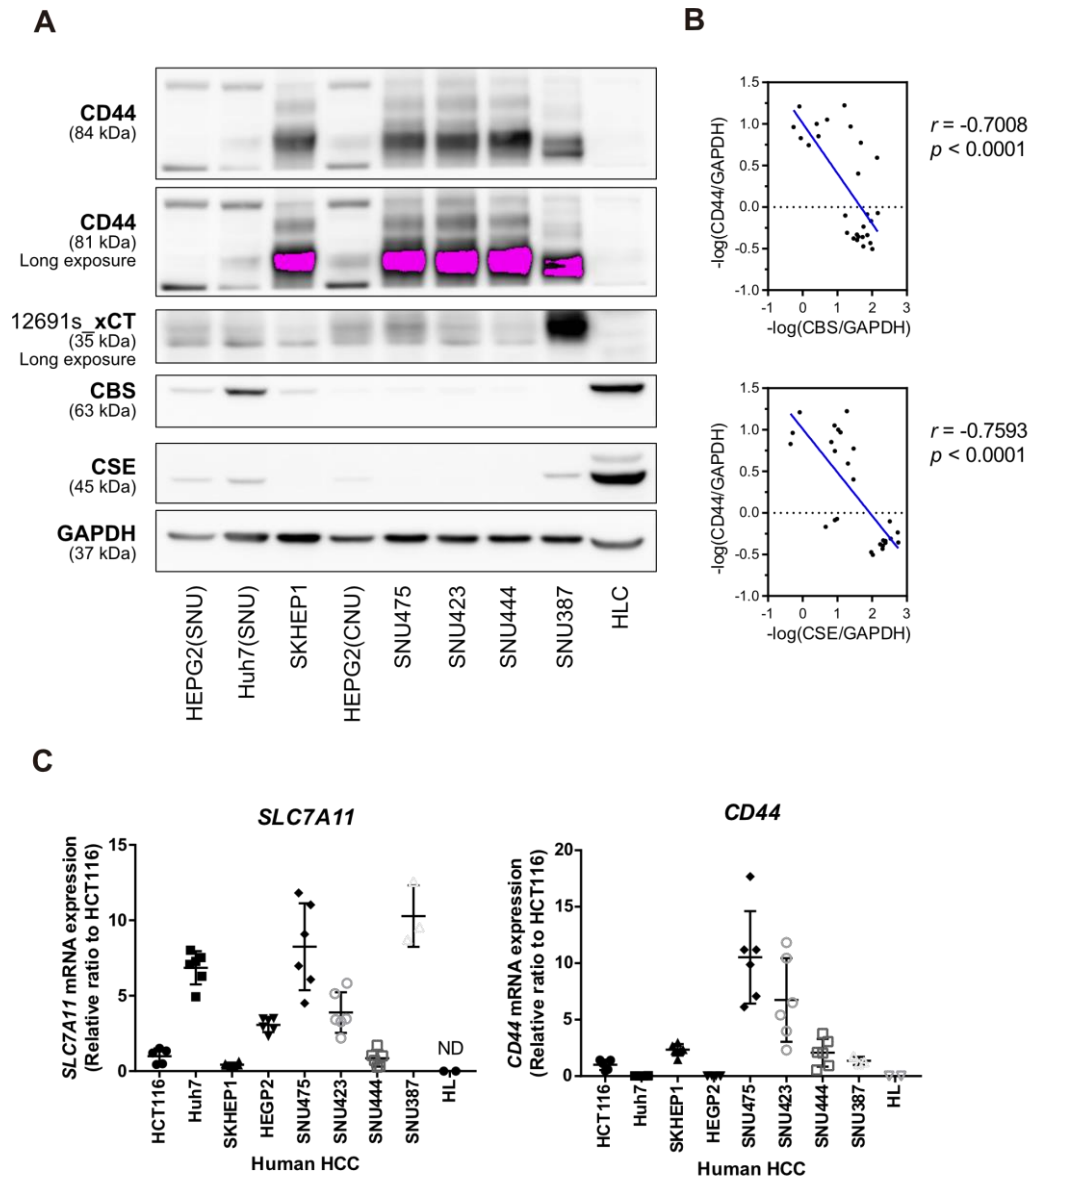 A
CD44
(84 kDa)
CD44
(81 kDa)
Long exposure
12691s_xCT
(35 kDa)
Long exposure
CBS
(63 kDa)
CSE
(45 kDa)
GAPDH
(37 kDa)
HEPG2(SNU)
Huh7(SNU)
SKHEP1
HEPG2(CNU)
SNU475
SNU423
SNU444
SNU387
HLC
B
-log(CD44/GAPDH)
1.5
1.0
0.5
0.0
-0.5
-1.0
-1 0 1 2 3
-log(CBS/GAPDH)
r = -0.7008
p < 0.0001
-log(CD44/GAPDH)
1.5
1.0
0.5
0.0
-0.5
-1.0
-1 0 1 2 3
-log(CSE/GAPDH)
r = -0.7593
p < 0.0001
C
SLC7A11
SLC7A11 mRNA expression
(Relative ratio to HCT116)
15
10
5
0
ND
HCT116
Huh7
SKHEP1
HEGP2
SNU475
SNU423
SNU444
SNU387
HL
Human HCC
CD44
CD44 mRNA expression
(Relative ratio to HCT116)
20
15
10
5
0
HCT116
Huh7
SKHEP1
HEGP2
SNU475
SNU423
SNU444
SNU387
HL
Human HCC